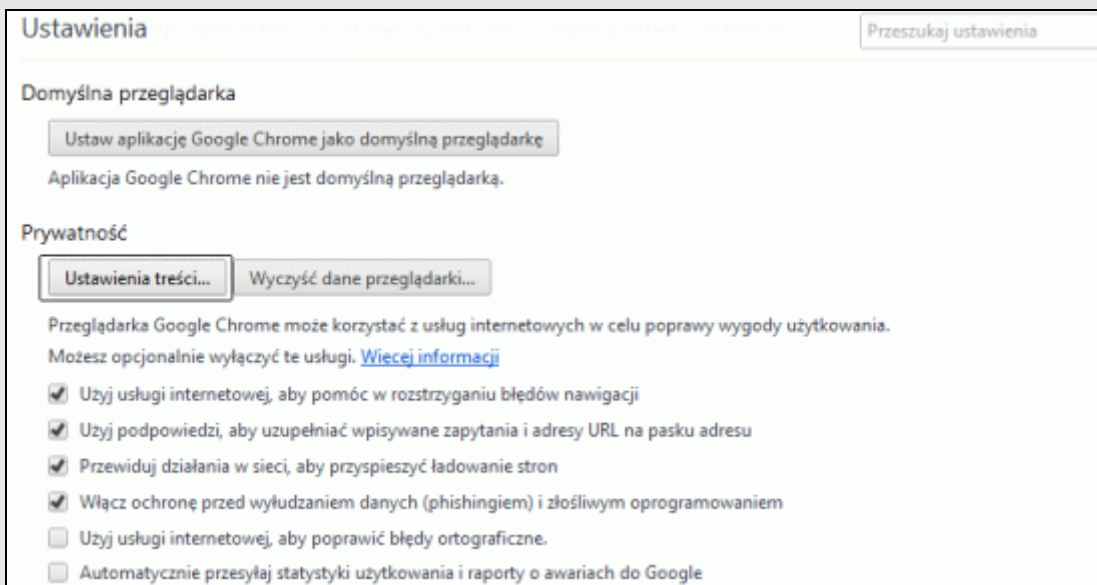 Ustawienia
Przeszukaj ustawienia
Domyślna przeglądarka
Ustaw aplikację Google Chrome jako domyślną przeglądarkę
Aplikacja Google Chrome nie jest domyślną przeglądarką.
Prywatność
Ustawienia treści... Wyczyść dane przeglądarki...
Przeglądarka Google Chrome może korzystać z usług internetowych w celu poprawy wygody użytkowania.
Możesz opcjonalnie wyłączyć te usługi. Więcej informacji
Użyj usługi internetowej, aby pomóc w rozstrzyganiu błędów nawigacji
Użyj podpowiedzi, aby uzupełniać wpisywane zapytania i adresy URL na pasku adresu
Przewiduj działania w sieci, aby przyspieszyć ładowanie stron
Włącz ochronę przed wyłudzaniem danych (phishingiem) i złośliwym oprogramowaniem
Użyj usługi internetowej, aby poprawić błędy ortograficzne.
Automatycznie przesyłaj statystyki użytkowania i raporty o awariach do Google